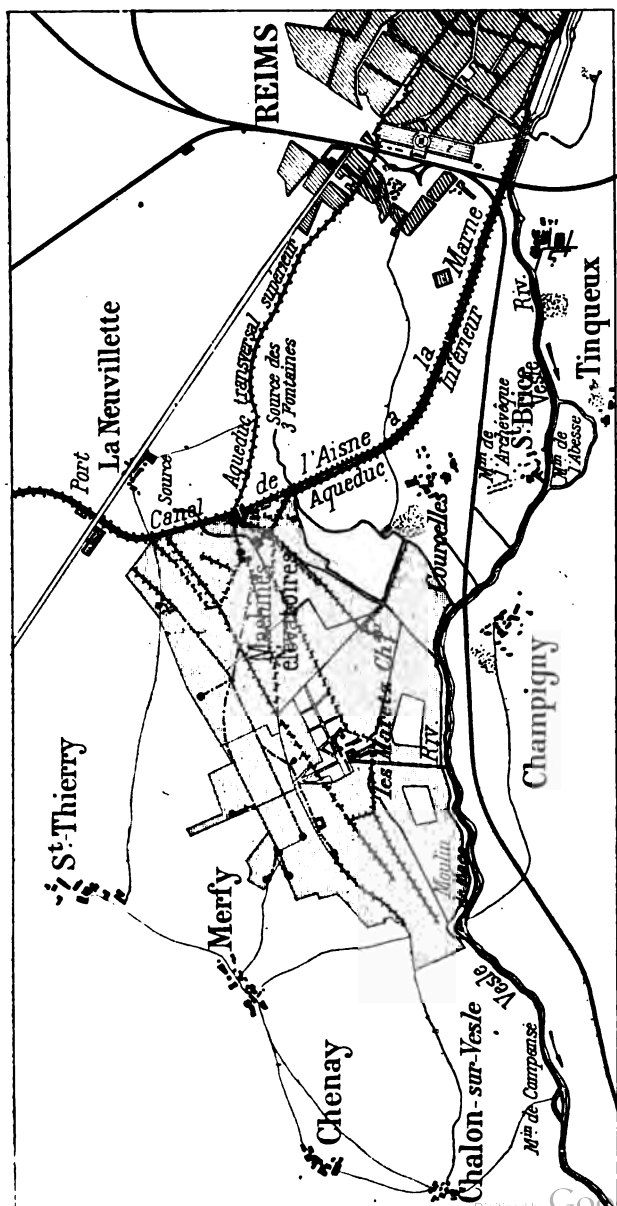 REIMS
La Neuvillette
Port
Source
Aqueduc transversal supérieur
Source des
3 Fontaines
Canal de l'Aisne à la Marne
Aqueduc Inférieur
Riv. Vesle
Tinqueux
St Brice
Min de
l'Archevêque
Min de
l'Abesse
Courcelles
Machines
élévatoires
les Marais Chau
Riv.
Champigny
St-Thierry
Merfy
Moulin
Vesle
Chenay
Chalon-sur-Vesle
Min de Campensé